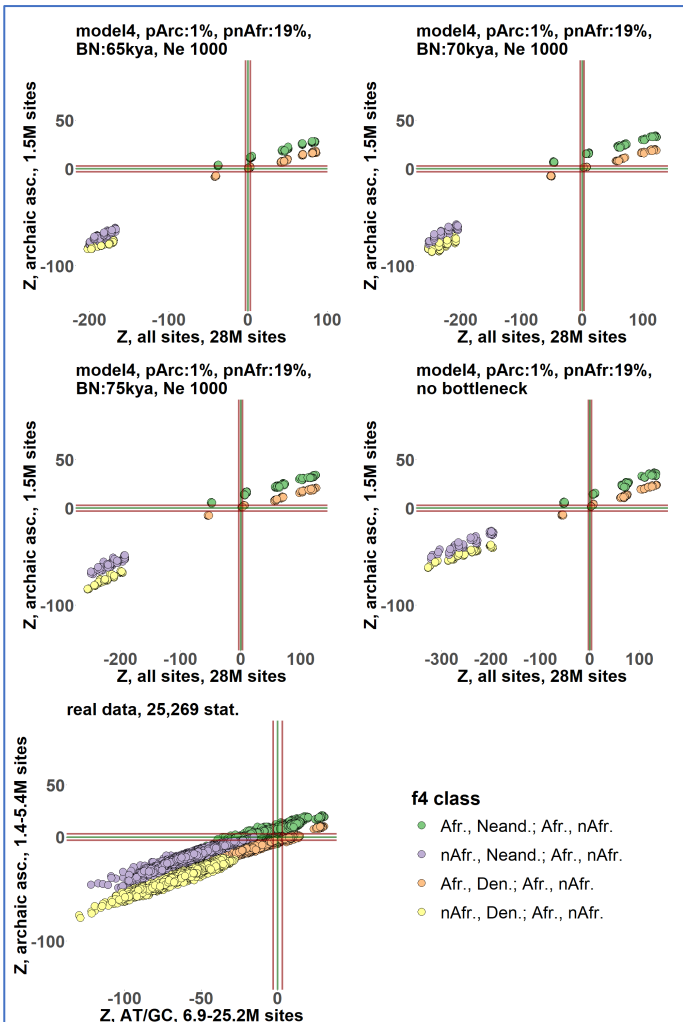 model4, pArc:1%, pnAfr:19%,
BN:65kya, Ne 1000
Z, archaic asc., 1.5M sites
50
0
-100
-200
-100
0
100
Z, all sites, 28M sites
model4, pArc:1%, pnAfr:19%,
BN:70kya, Ne 1000
Z, archaic asc., 1.5M sites
50
0
-100
-200
0
100
Z, all sites, 28M sites
model4, pArc:1%, pnAfr:19%,
BN:75kya, Ne 1000
Z, archaic asc., 1.5M sites
50
0
-100
-200
0
100
Z, all sites, 28M sites
model4, pArc:1%, pnAfr:19%,
no bottleneck
Z, archaic asc., 1.5M sites
50
0
-100
-300
-200
0
100
Z, all sites, 28M sites
real data, 25,269 stat.
Z, archaic asc., 1.4-5.4M sites
50
0
-100
-100
-50
0
Z, AT/GC, 6.9-25.2M sites
f4 class
Afr., Neand.; Afr., nAfr.
nAfr., Neand.; Afr., nAfr.
Afr., Den.; Afr., nAfr.
nAfr., Den.; Afr., nAfr.